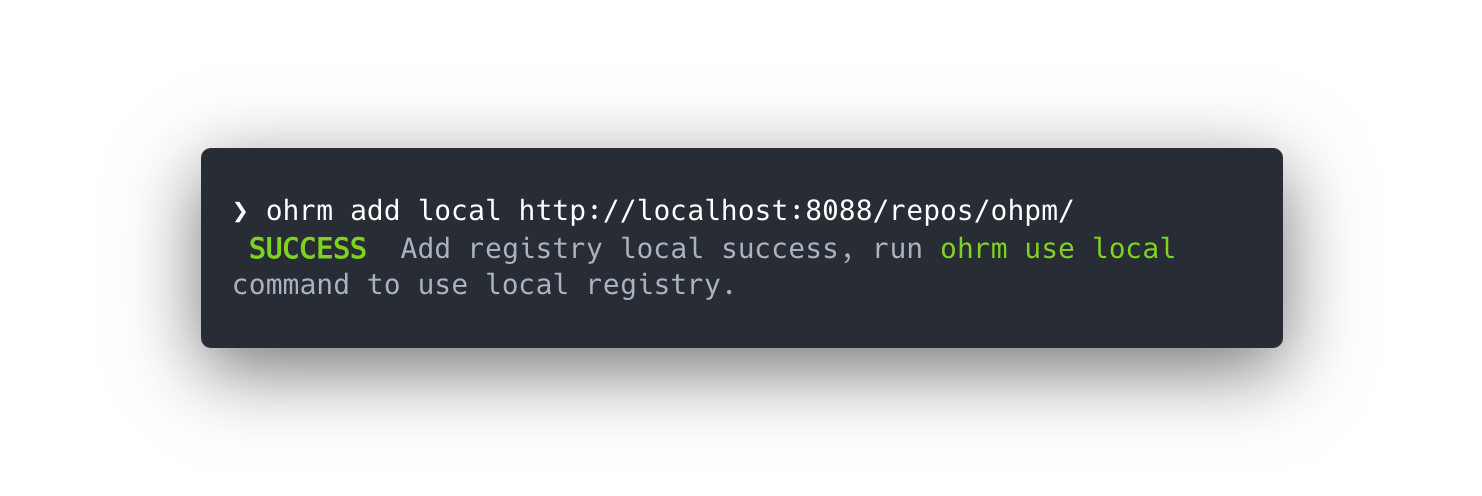 ❯ ohrm add local http://localhost:8088/repos/ohpm/
SUCCESS  Add registry local success, run ohrm use local
command to use local registry.